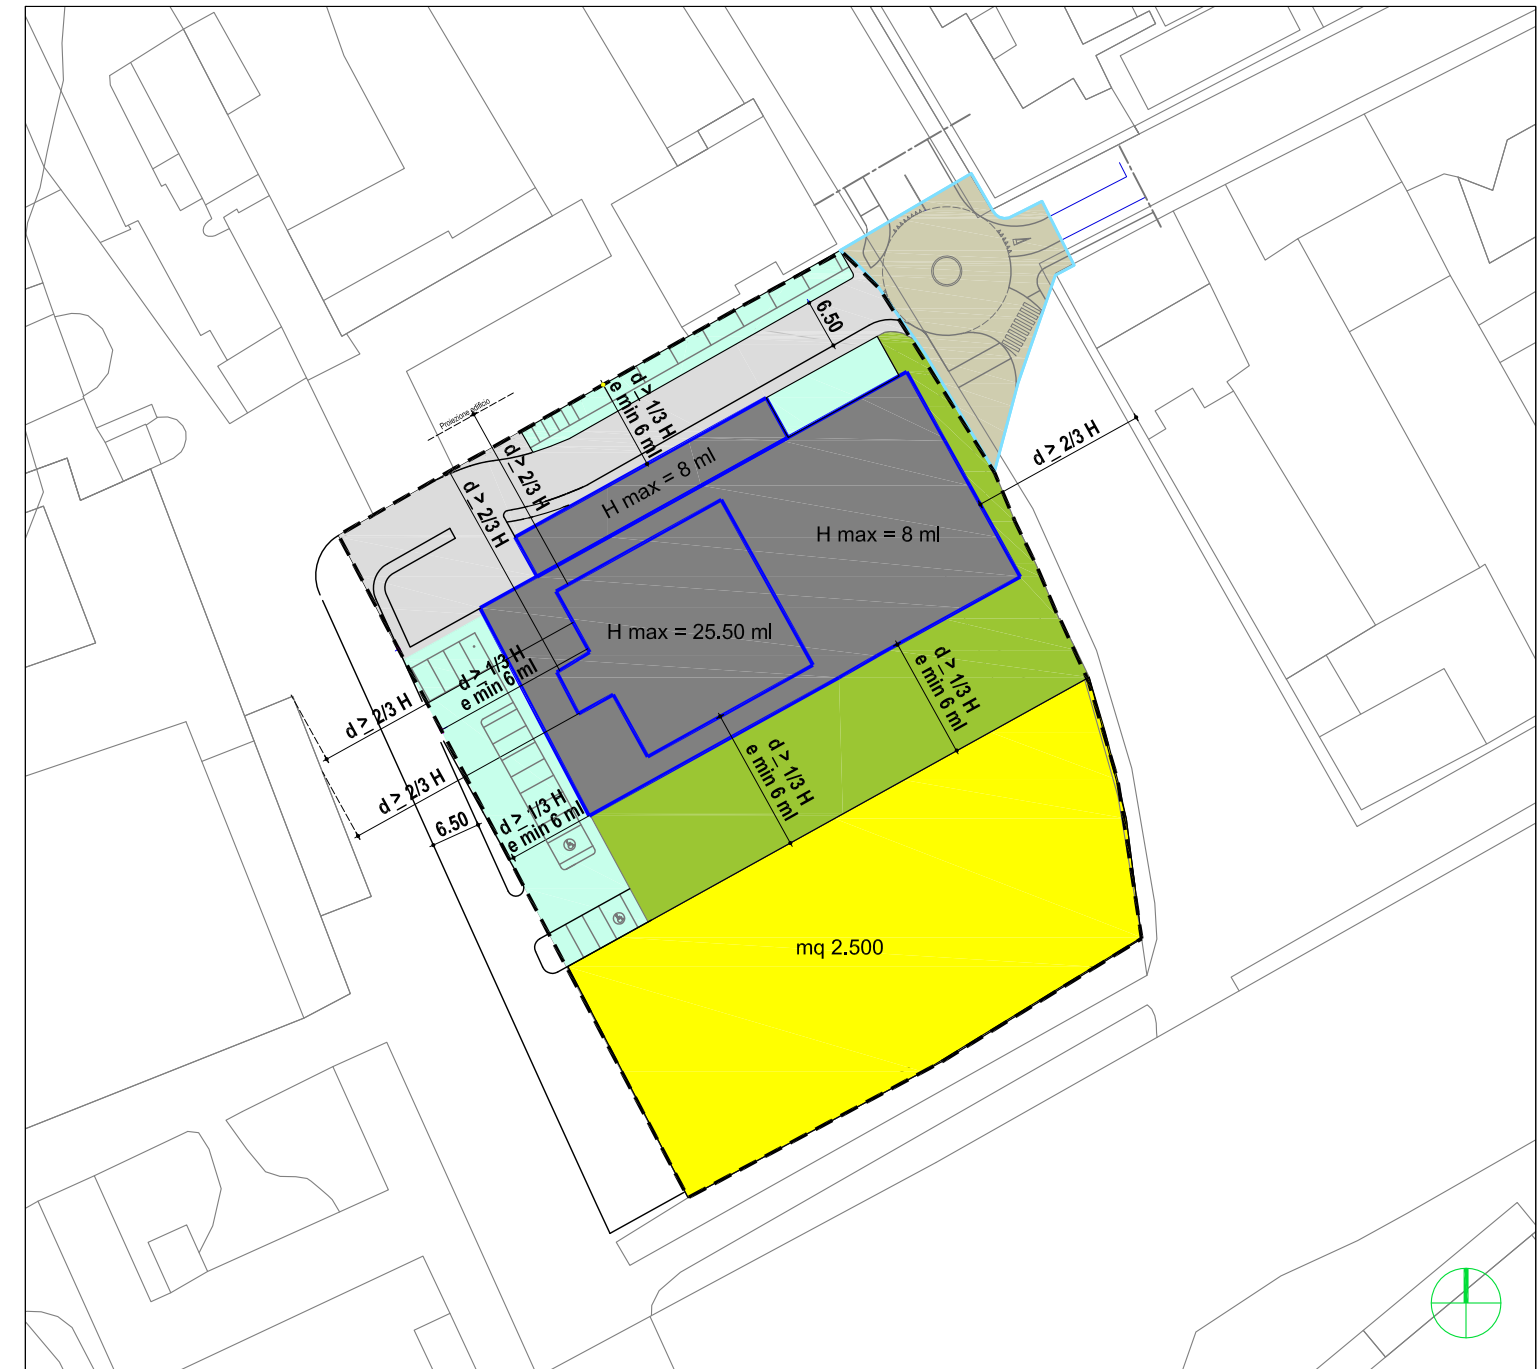 6.50
d > 1/3 H
e min 6 ml
Proiezione edificio
d > 2/3 H
d > 2/3 H
d > 2/3 H
H max = 8 ml
H max = 8 ml
H max = 25.50 ml
d > 1/3 H
e min 6 ml
d > 2/3 H
d > 1/3 H
e min 6 ml
d > 2/3 H
d > 1/3 H
e min 6 ml
6.50
d > 1/3 H
e min 6 ml
mq 2.500